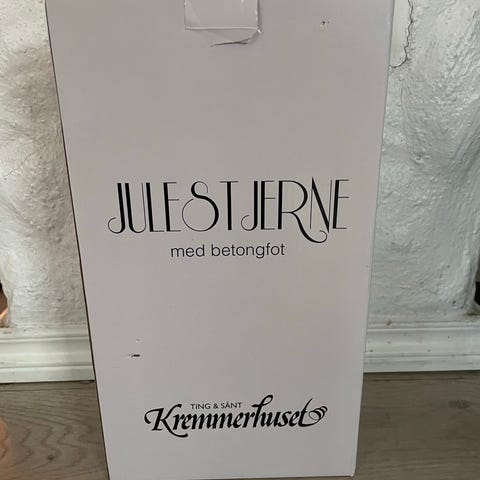 JULESTJERNE
med betongfot
TING & SÅNT
Kremmerhuset